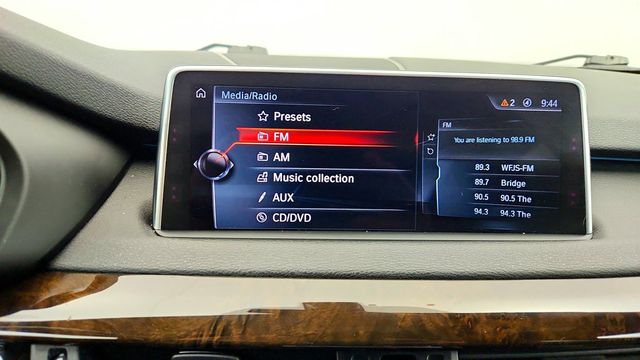 Media/Radio
2 9:44
Presets
FM
AM
Music collection
AUX
CD/DVD
FM
You are listening to 98.9 FM
89.3 WFJS-FM
89.7 Bridge
90.5 90.5 The
94.3 94.3 The